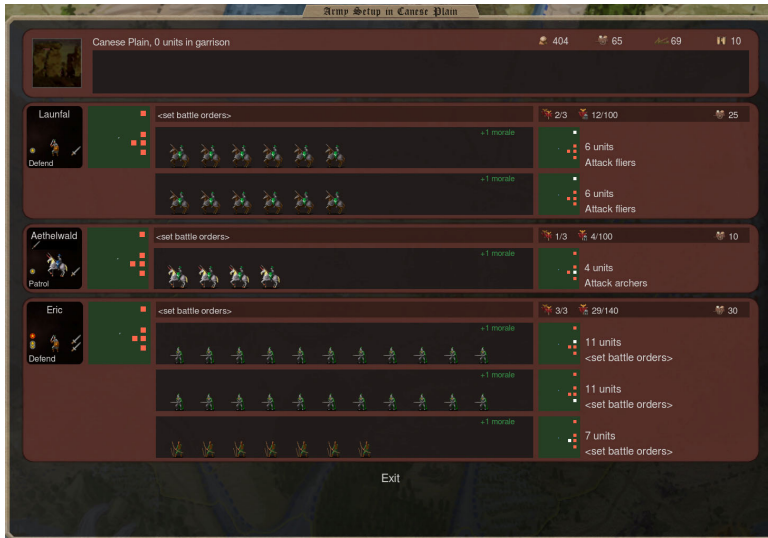 Army Setup in Canese Plain
Canese Plain, 0 units in garrison 404 65 69 10
Launfal
<set battle orders> 2/3 12/100 25
+1 morale
6 units
Attack fliers
Defend
+1 morale
6 units
Attack fliers
Aethelwald
<set battle orders> 1/3 4/100 10
+1 morale
4 units
Attack archers
Patrol
Eric
<set battle orders> 3/3 29/140 30
+1 morale
11 units
<set battle orders>
Defend
+1 morale
11 units
<set battle orders>
+1 morale
7 units
<set battle orders>
Exit